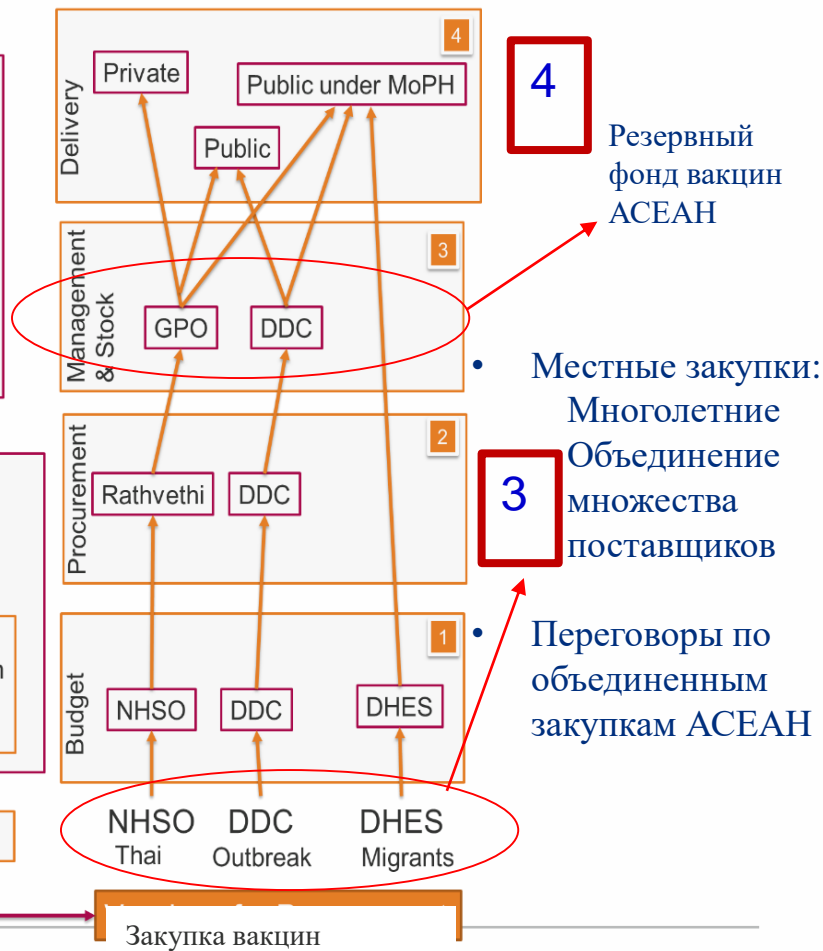 4
Private
Public under MoPH
Public
Delivery
4
Резервный
фонд вакцин
АСЕАН
3
GPO
DDC
Management
& Stock
• Местные закупки:
Многолетние
Объединение
множества
поставщиков
2
Rathvethi
DDC
Procurement
3
• Переговоры по
объединенным
закупкам АСЕАН
1
NHSO
DDC
DHES
Budget
NHSO DDC DHES
Thai Outbreak Migrants
Закупка вакцин